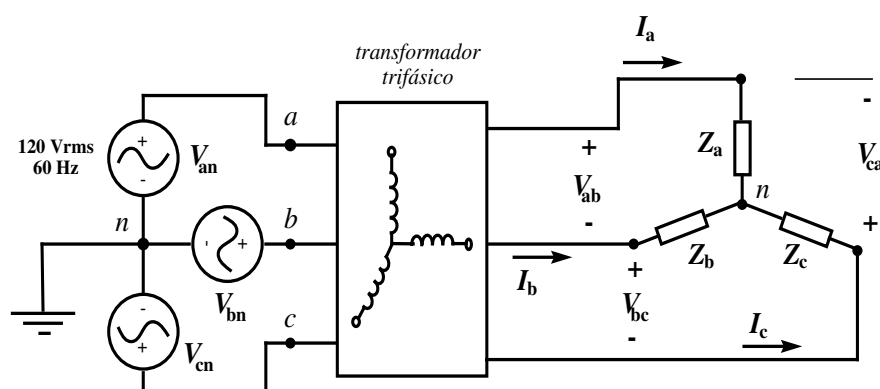 transformador
trifásico
I_a
a
120 Vrms
60 Hz
+
-
V_an
n
b
-
+
V_bn
c
-
+
V_cn
I_b
+
V_ab
-
+
V_bc
-
Z_a
n
Z_b
Z_c
I_c
-
V_ca
+